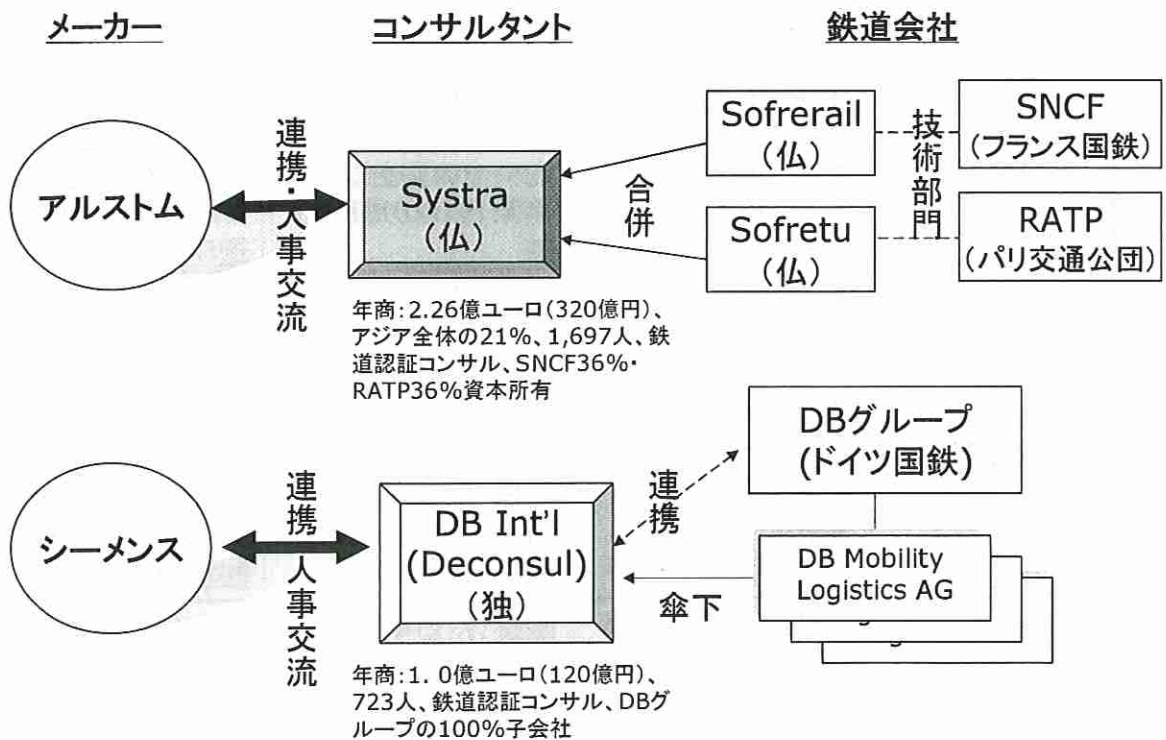 メーカー
コンサルタント
鉄道会社
アルストム
連携・人事交流
Systra
(仏)
合併
Sofrerail
(仏)
Sofretu
(仏)
技術部門
SNCF
(フランス国鉄)
RATP
(パリ交通公団)
年商:2.26億ユーロ(320億円)、
アジア全体の21%、1,697人、鉄
道認証コンサル、SNCF36%・
RATP36%資本所有
シーメンス
連携・人事交流
DB Int'l
(Deconsul)
(独)
連携
傘下
DBグループ
(ドイツ国鉄)
DB Mobility
Logistics AG
年商:1. 0億ユーロ(120億円)、
723人、鉄道認証コンサル、DBグ
ループの100%子会社